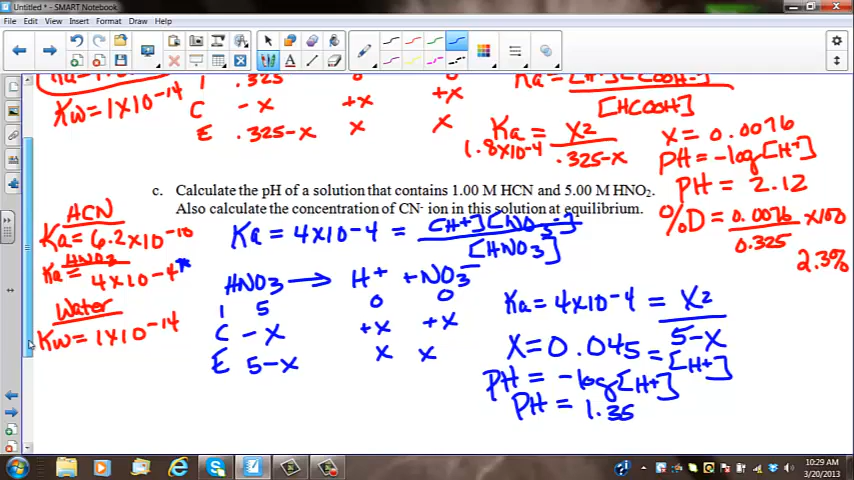 Untitled * - SMART Notebook
File Edit View Insert Format Draw Help
Kw = 1X10-14
I .325 0 0
C - X +X +X
E .325-X X X
[HCOOH]
Ka = X2
1.8X10-4 .325-X
X = 0.0076
PH = -log[H+]
PH = 2.12
%D = 0.0076 X100
0.325
2.3%
c. Calculate the pH of a solution that contains 1.00 M HCN and 5.00 M HNO2.
Also calculate the concentration of CN- ion in this solution at equilibrium.
HCN
Ka = 6.2X10-10
HNO3
Ka = 4X10-4*
Water
Kw = 1X10-14
Ka = 4X10-4 = [H+][NO3-]
[HNO3]
HNO3 → H+ + NO3-
I 5 0 0
C - X +X +X
E 5-X X X
Ka = 4X10-4 = X2
5-X
X = 0.045 = [H+]
PH = -log[H+]
PH = 1.35
10:29 AM
3/20/2013